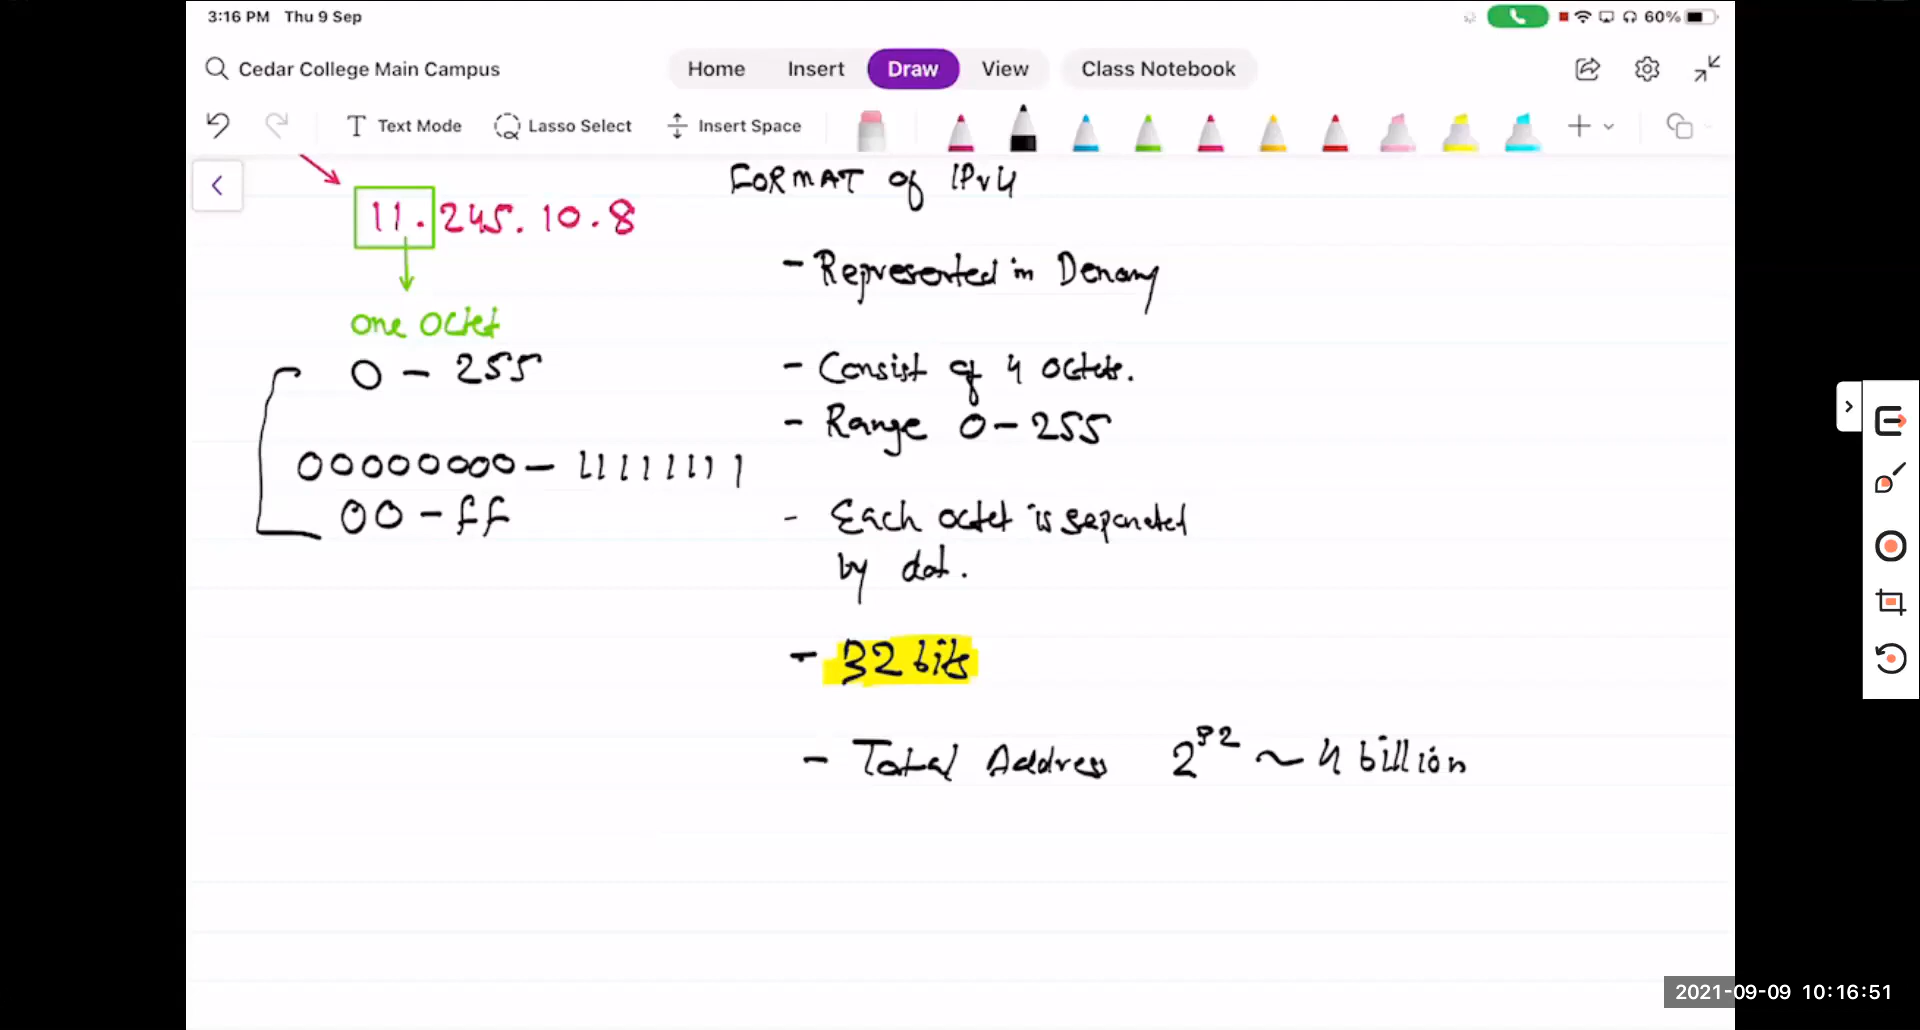 3:16 PM Thu 9 Sep
60%
Cedar College Main Campus
Home Insert Draw View Class Notebook
Text Mode Lasso Select Insert Space
FORMAT of IPv4
11.245.10.8
one octet
0 - 255
00000000 - 11111111
00 - ff
- Represented in Denary
- Consist of 4 octets.
- Range 0 - 255
- Each octet is separated
by dot.
- 32 bits
- Total Address 2^32 ~ 4 billion
2021-09-09 10:16:51